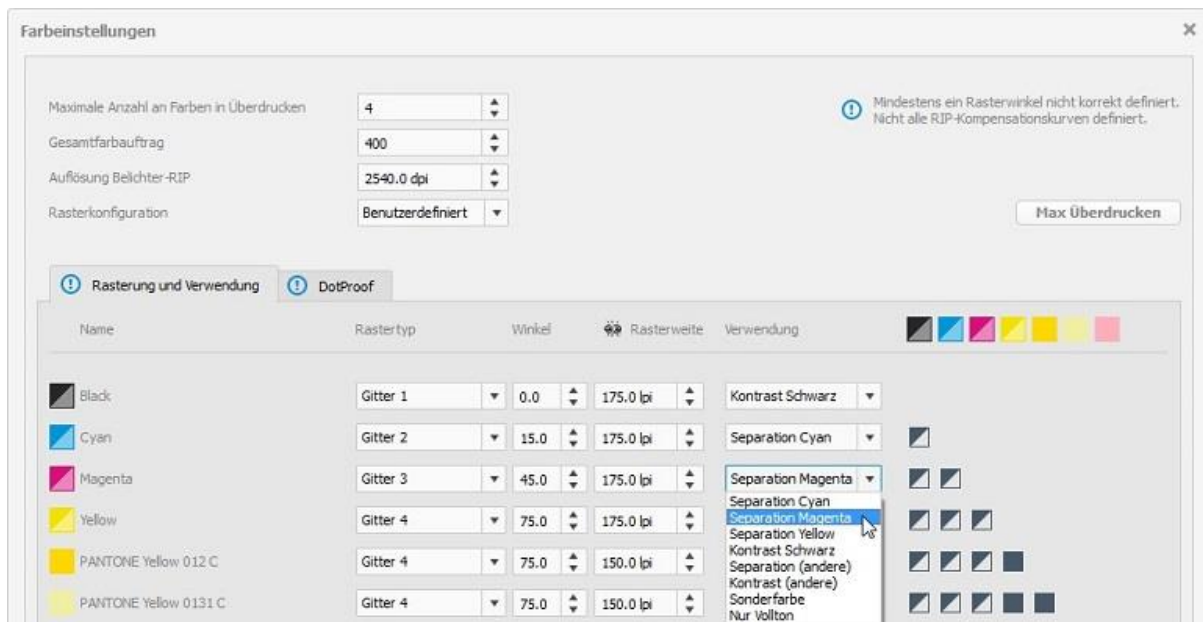 Farbeinstellungen
Maximale Anzahl an Farben in Überdrucken 4
Mindestens ein Rasterwinkel nicht korrekt definiert.
Nicht alle RIP-Kompensationskurven definiert.
Gesamtfarbauftrag 400
Auflösung Belichter-RIP 2540.0 dpi
Rasterkonfiguration Benutzerdefiniert Max Überdrucken
Rasterung und Verwendung DotProof
Name Rastertyp Winkel Rasterweite Verwendung
Black Gitter 1 0.0 175.0 lpi Kontrast Schwarz
Cyan Gitter 2 15.0 175.0 lpi Separation Cyan
Magenta Gitter 3 45.0 175.0 lpi Separation Magenta
Yellow Gitter 4 75.0 175.0 lpi
PANTONE Yellow 012 C Gitter 4 75.0 150.0 lpi
PANTONE Yellow 0131 C Gitter 4 75.0 150.0 lpi
Separation Cyan
Separation Magenta
Separation Yellow
Kontrast Schwarz
Separation (andere)
Kontrast (andere)
Sonderfarbe
Nur Vollton